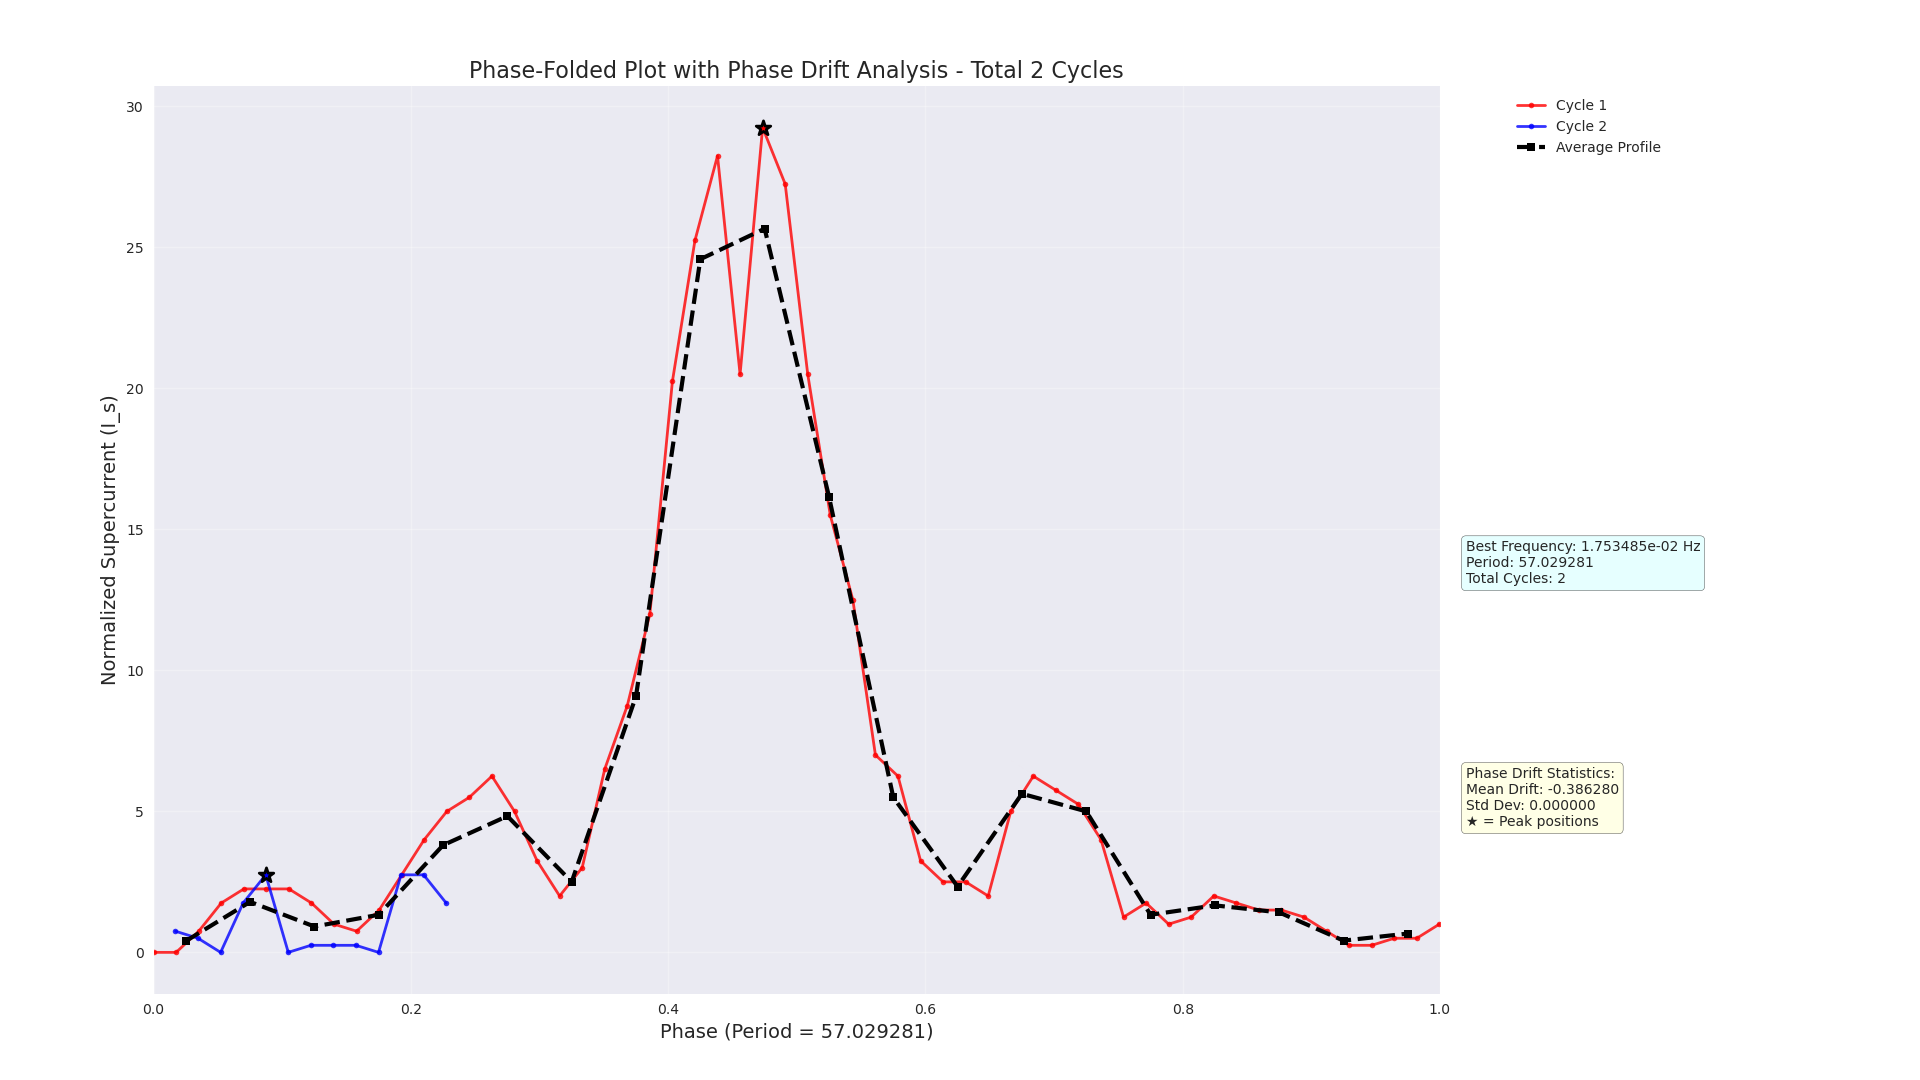 Phase-Folded Plot with Phase Drift Analysis - Total 2 Cycles
Normalized Supercurrent (I_s)
30
25
20
15
10
5
0
0.0
0.2
0.4
0.6
0.8
1.0
Phase (Period = 57.029281)
Cycle 1
Cycle 2
Average Profile
Best Frequency: 1.753485e-02 Hz
Period: 57.029281
Total Cycles: 2
Phase Drift Statistics:
Mean Drift: -0.386280
Std Dev: 0.000000
★ = Peak positions